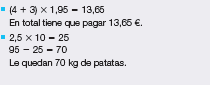 (4 + 3) × 1,95 = 13,65
En total tiene que pagar 13,65 €.
2,5 × 10 = 25
95 − 25 = 70
Le quedan 70 kg de patatas.